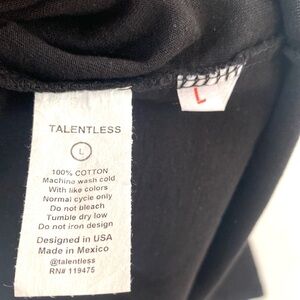 TALENTLESS
L
100% COTTON
Machine wash cold
With like colors
Normal cycle only
Do not bleach
Tumble dry low
Do not iron design
Designed in USA
Made in Mexico
@talentless
RN# 119475
L